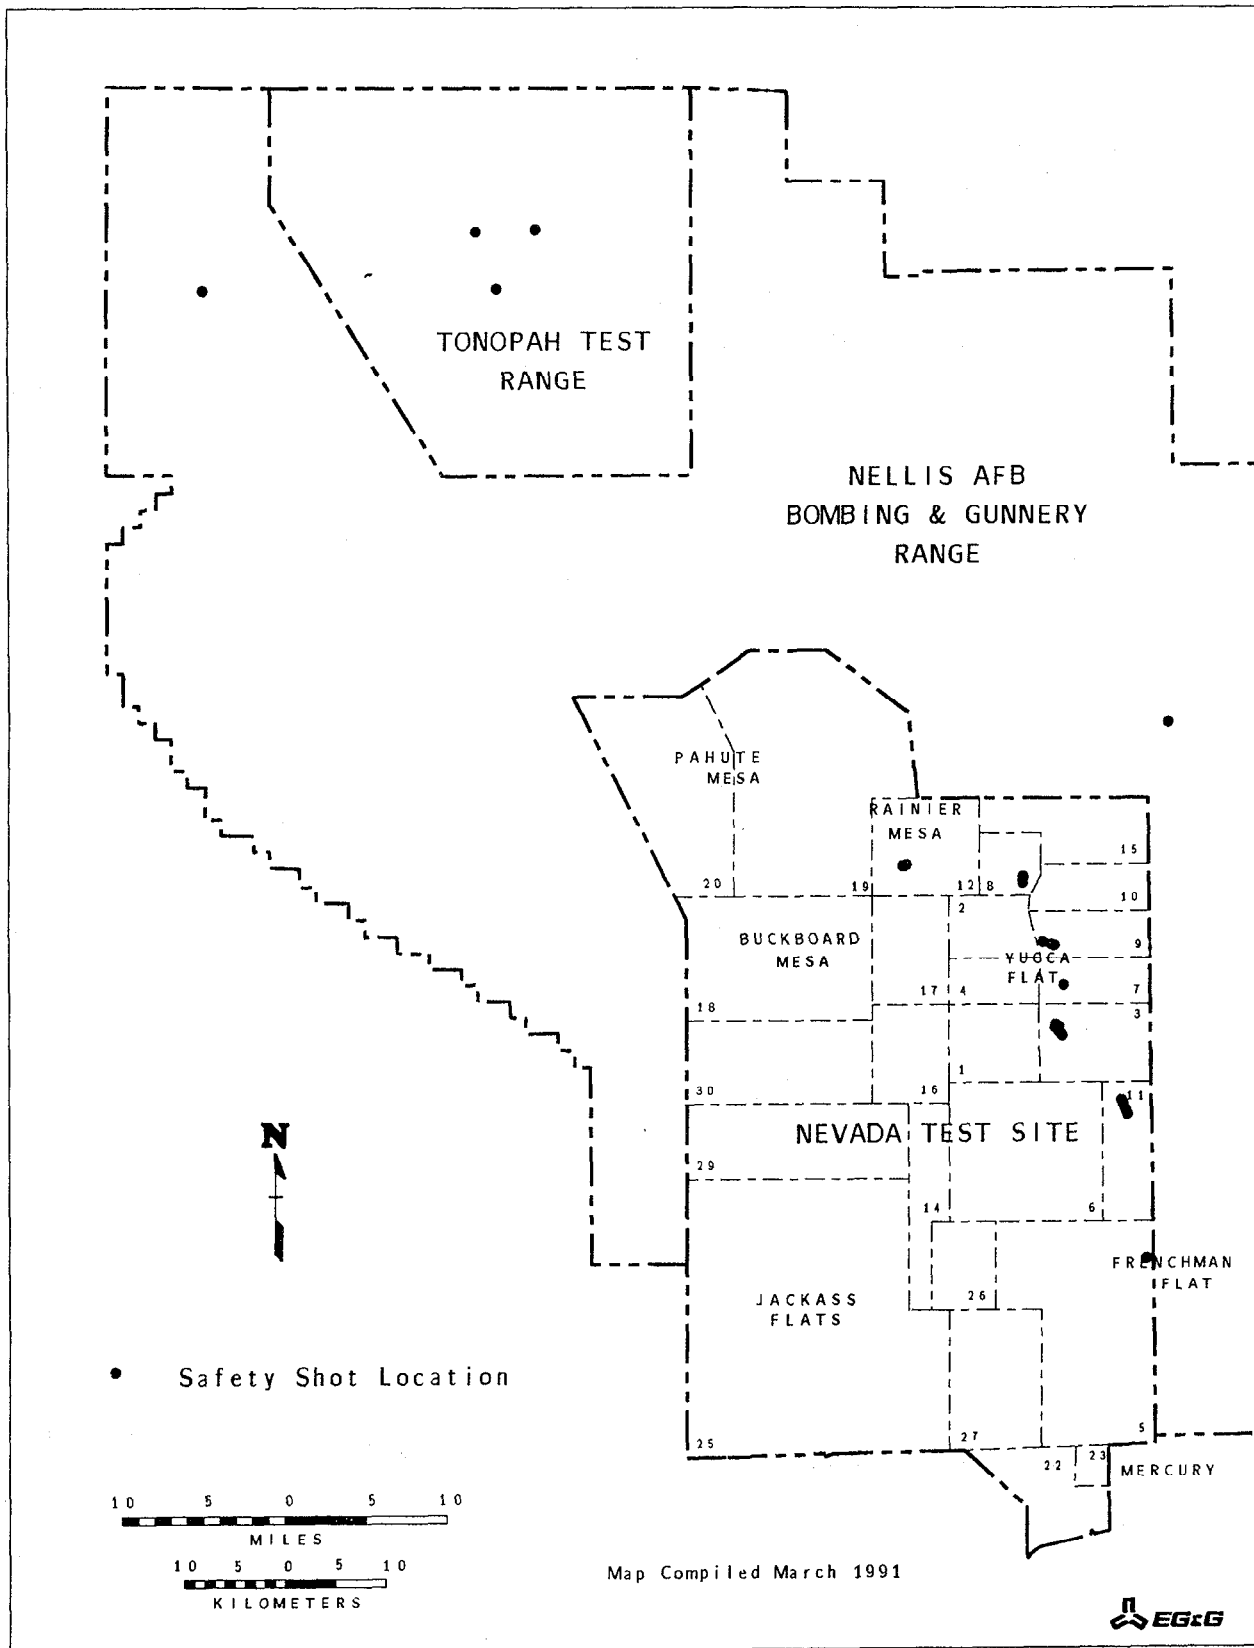 TONOPAH TEST
RANGE
NELLIS AFB
BOMBING & GUNNERY
RANGE
PAHUTE
MESA
RAINIER
MESA
15
20
19
12
8
10
2
BUCKBOARD
MESA
9
YUCCA
FLAT
17
4
7
18
3
1
30
16
11
NEVADA TEST SITE
N
29
14
6
FRENCHMAN
FLAT
JACKASS
FLATS
26
Safety Shot Location
25
27
5
22
23
MERCURY
10 5 0 5 10
MILES
10 5 0 5 10
KILOMETERS
Map Compiled March 1991
EG&G